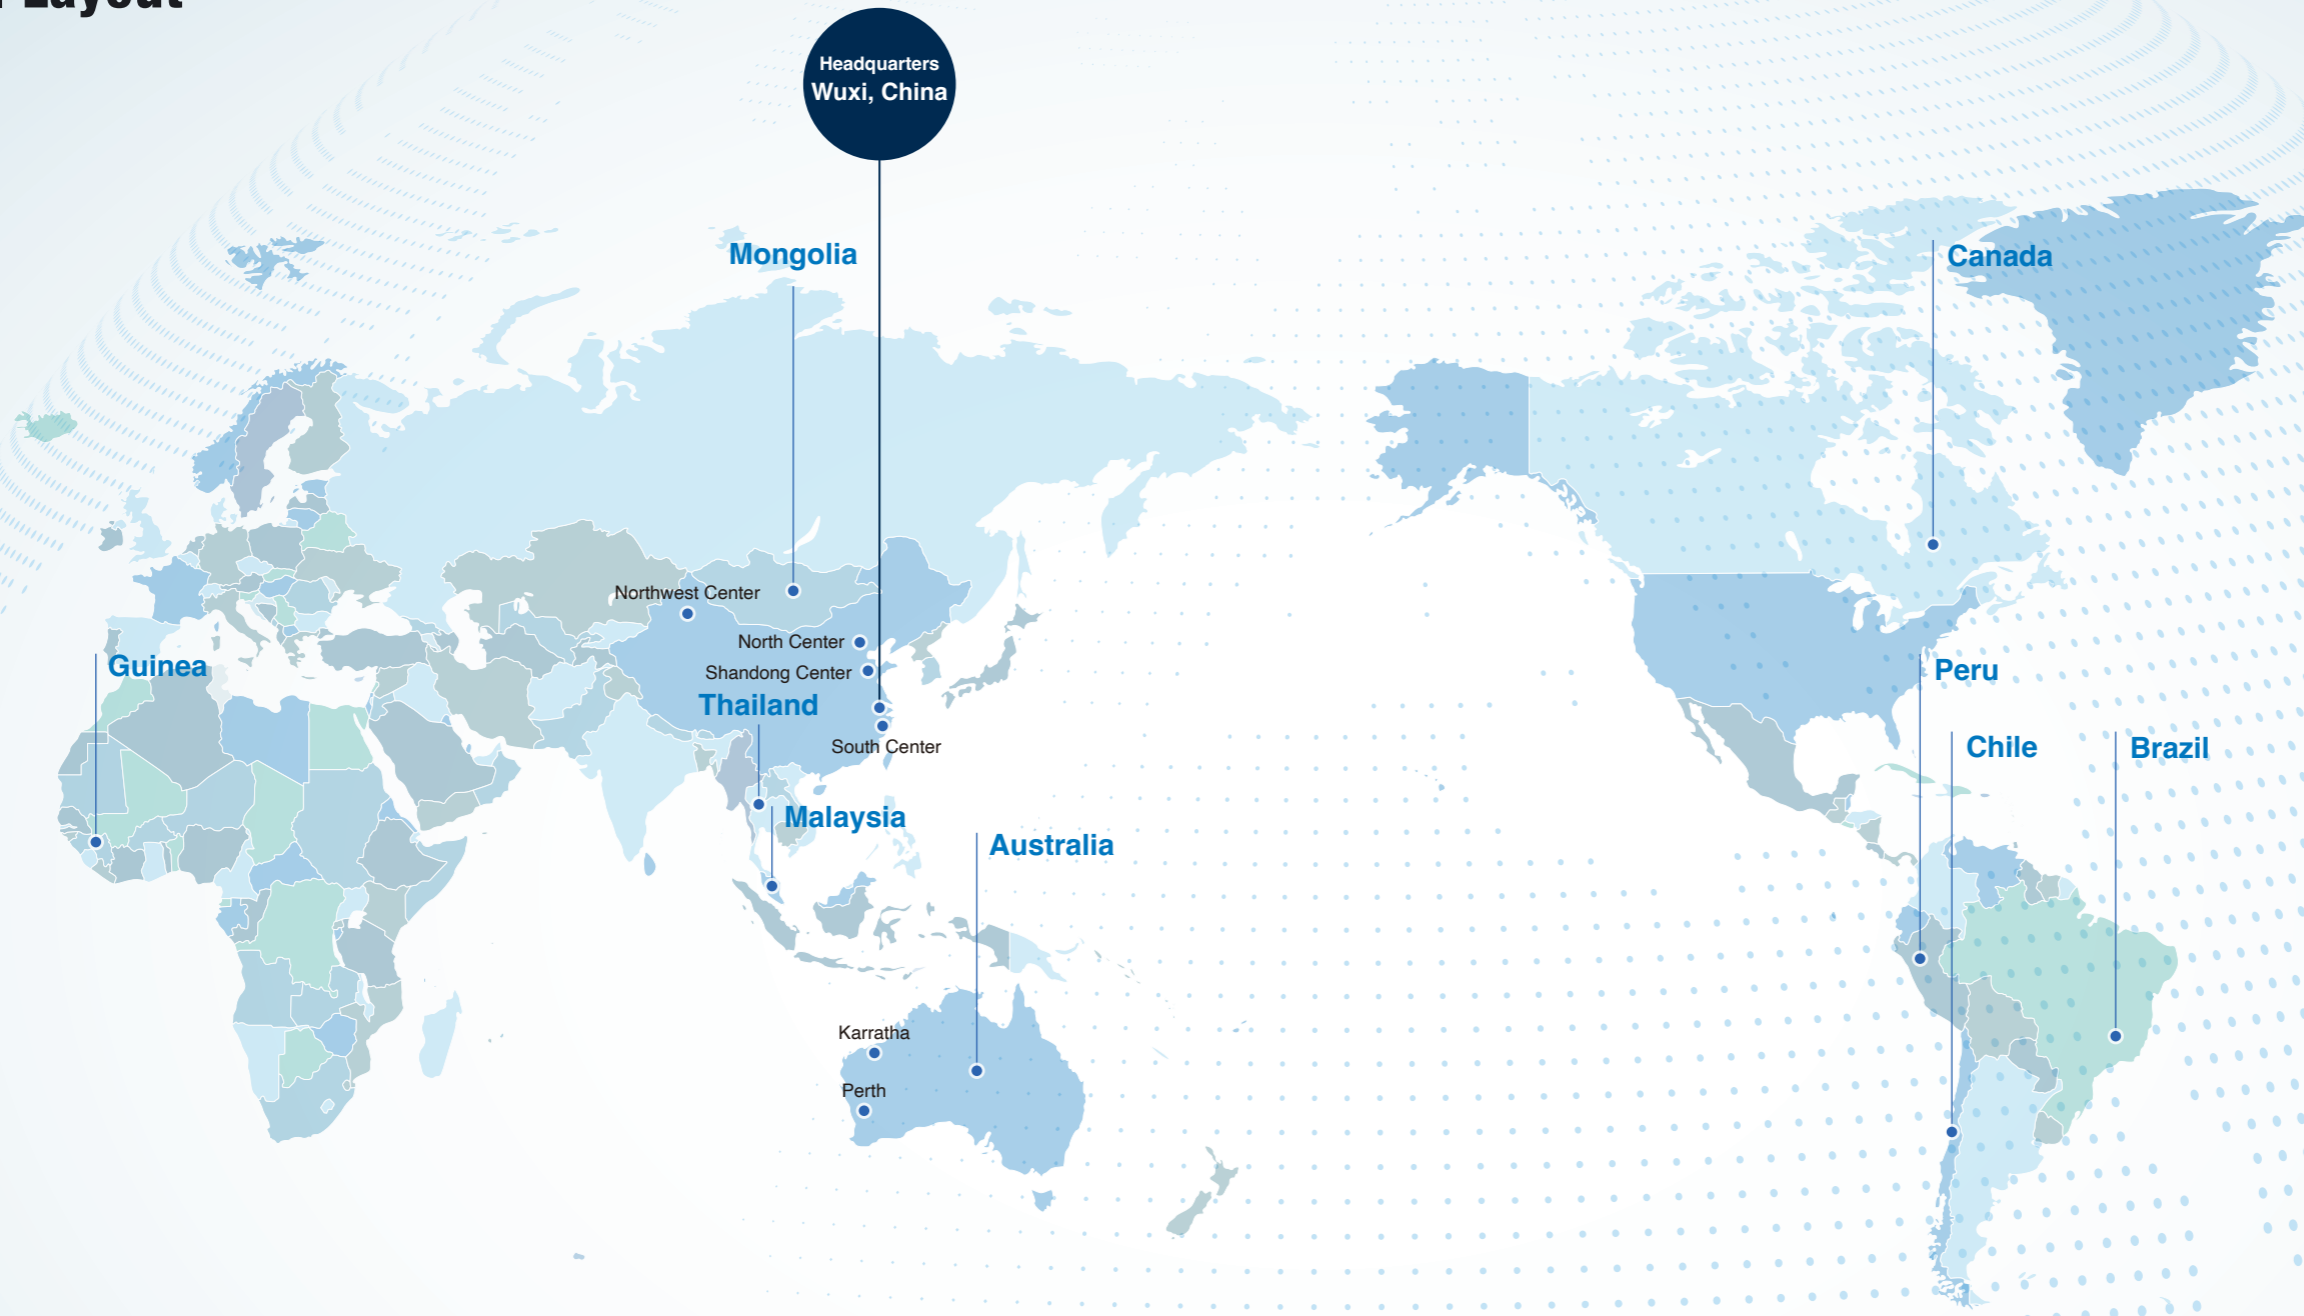 Layout
Headquarters
Wuxi, China
Mongolia
Canada
Northwest Center
North Center
Guinea
Shandong Center
Peru
Thailand
South Center
Chile
Brazil
Malaysia
Australia
Karratha
Perth